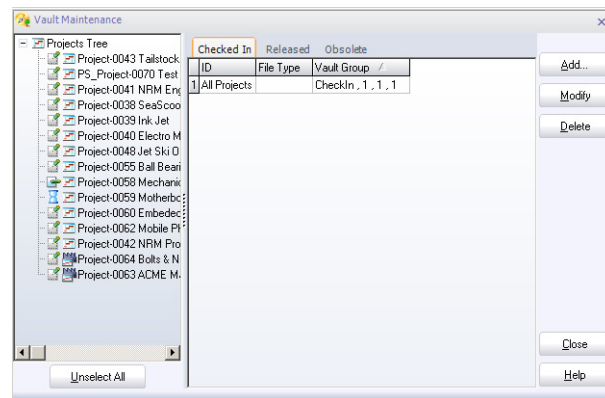 Vault Maintenance
Projects Tree
Project-0043 Tailstock
PS_Project-0070 Test
Project-0041 NRM Eng
Project-0038 SeaScoo
Project-0039 Ink Jet
Project-0040 Electro M
Project-0048 Jet Ski O
Project-0055 Ball Beari
Project-0058 Mechanic
Project-0059 Motherbo
Project-0060 Embedec
Project-0062 Mobile Ph
Project-0042 NRM Pro
Project-0064 Bolts & N
Project-0063 ACME M
Unselect All
Checked In Released Obsolete
ID File Type Vault Group
1 All Projects CheckIn , 1 , 1 , 1
Add...
Modify
Delete
Close
Help